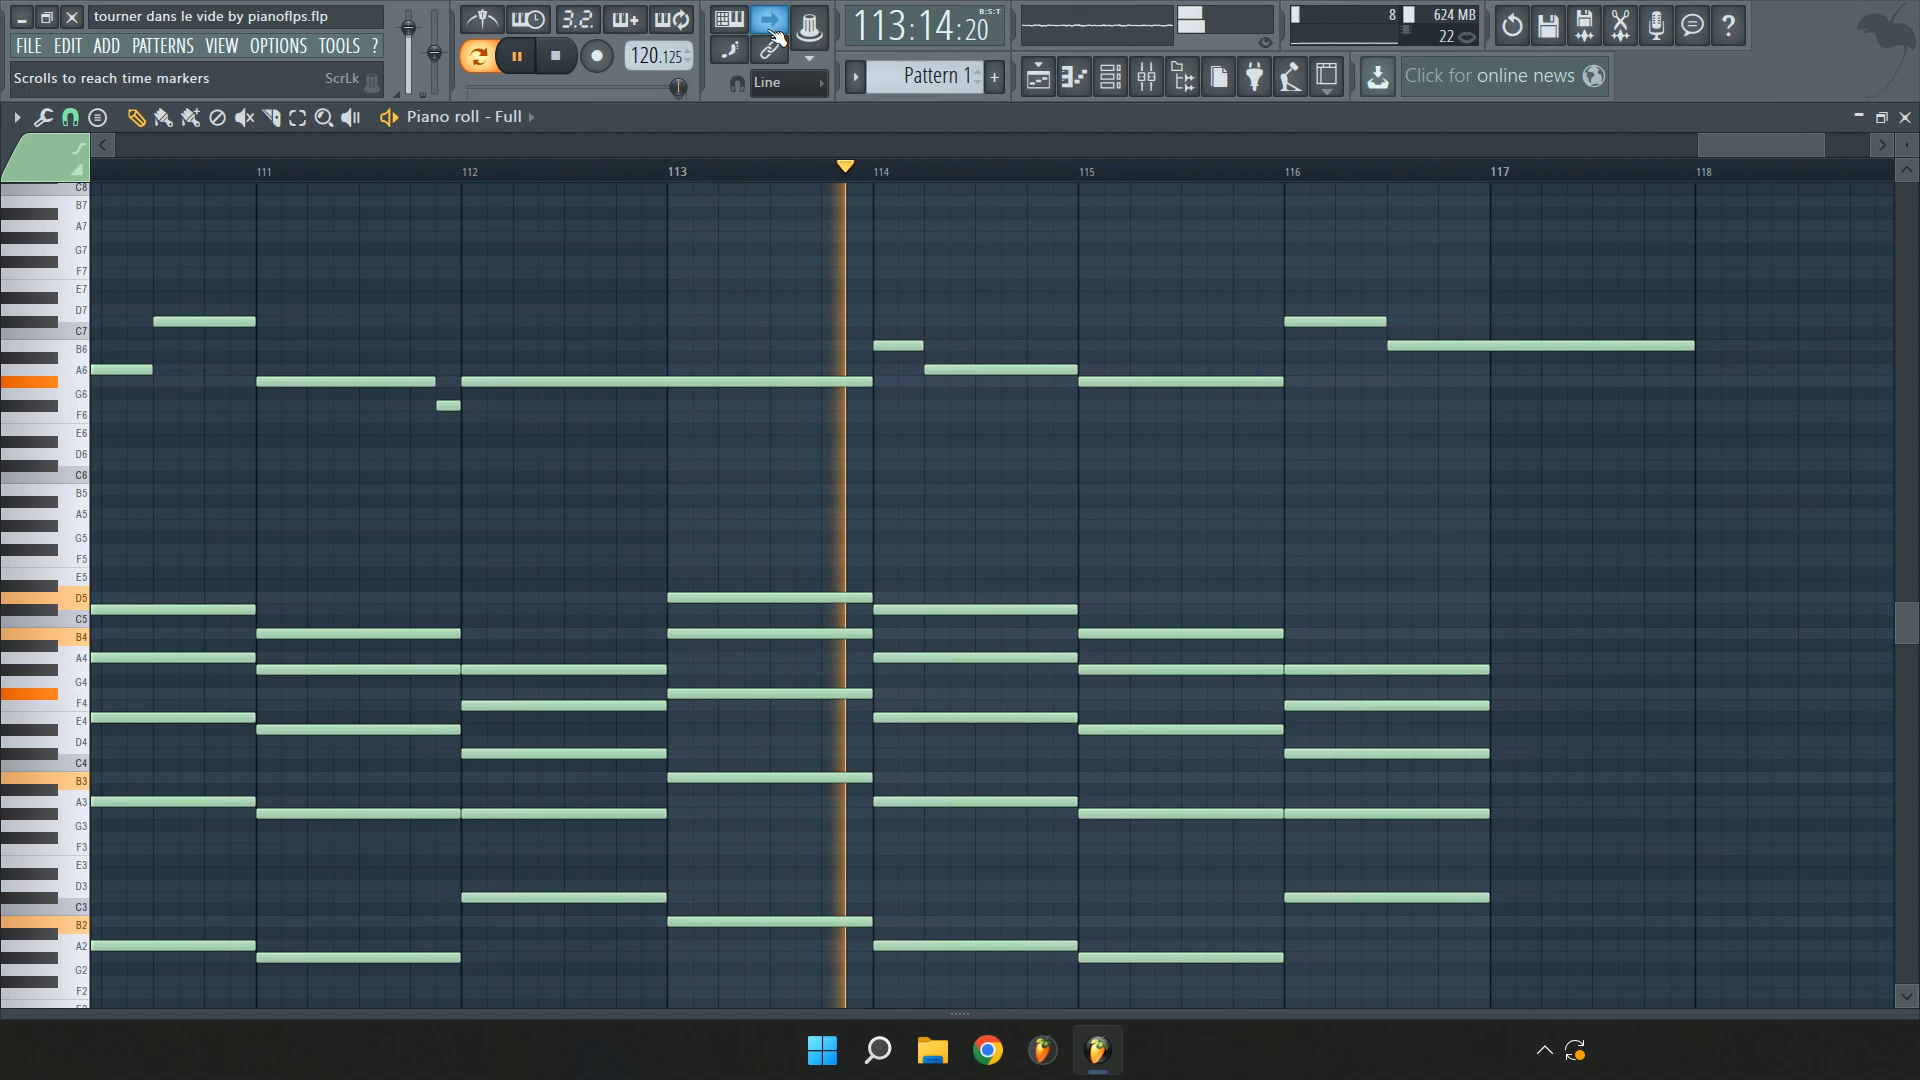 tourner dans le vide by pianoflps.flp
FILE EDIT ADD PATTERNS VIEW OPTIONS TOOLS ?
Scrolls to reach time markers ScrLk
3.2.
120.125
Line
113:14:20
B:S:T
Pattern 1
+
8
624 MB
22
?
Click for online news
Piano roll - Full
111 112 113 114 115 116 117 118
C8
B7
A7
G7
F7
E7
D7
C7
B6
A6
G6
F6
E6
D6
C6
B5
A5
G5
F5
E5
D5
C5
B4
A4
G4
F4
E4
D4
C4
B3
A3
G3
F3
E3
D3
C3
B2
A2
G2
F2